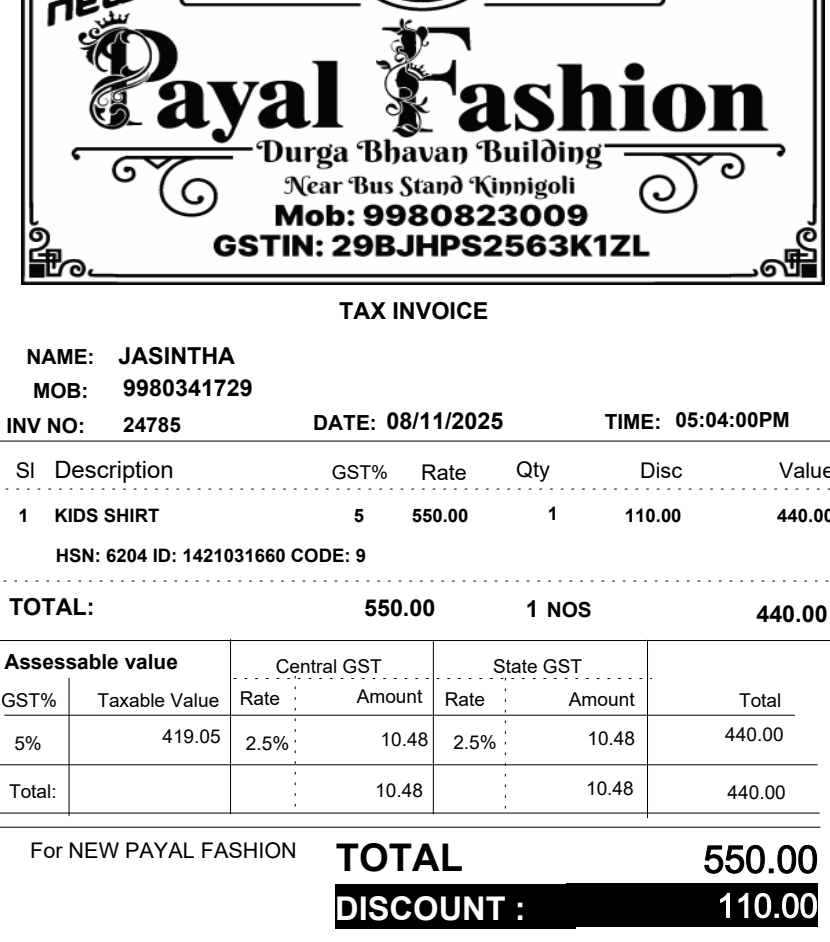 new
Payal Fashion
Durga Bhavan Building
Near Bus Stand Kinnigoli
Mob: 9980823009
GSTIN: 29BJHPS2563K1ZL
TAX INVOICE
NAME: JASINTHA
MOB: 9980341729
INV NO: 24785 DATE: 08/11/2025 TIME: 05:04:00PM
Sl Description GST% Rate Qty Disc Value
1 KIDS SHIRT 5 550.00 1 110.00 440.00
HSN: 6204 ID: 1421031660 CODE: 9
TOTAL: 550.00 1 NOS 440.00
Assessable value Central GST State GST
GST% Taxable Value Rate Amount Rate Amount Total
5% 419.05 2.5% 10.48 2.5% 10.48 440.00
Total: 10.48 10.48 440.00
For NEW PAYAL FASHION TOTAL 550.00
DISCOUNT : 110.00